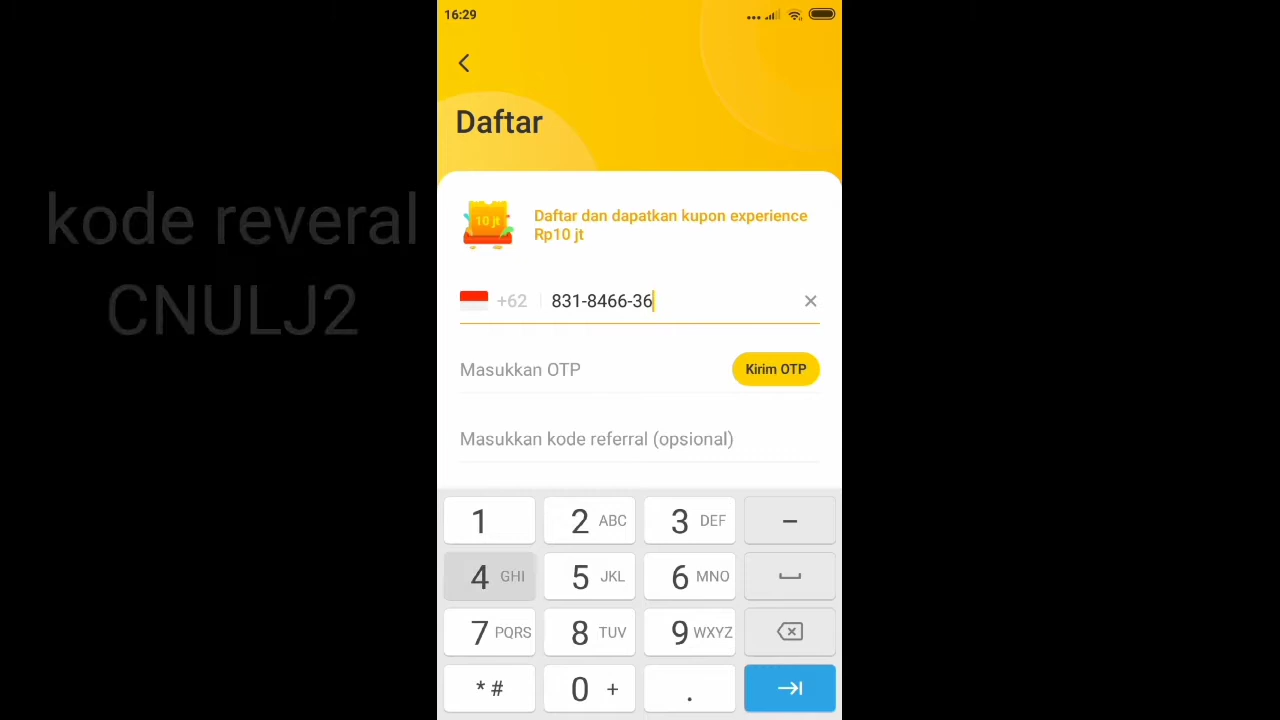 16:29
Daftar
kode reveral
CNULJ2
10 jt
Daftar dan dapatkan kupon experience
Rp10 jt
+62 831-8466-36
Masukkan OTP
Kirim OTP
Masukkan kode referral (opsional)
1 2 ABC 3 DEF -
4 GHI 5 JKL 6 MNO
7 PQRS 8 TUV 9 WXYZ
* # 0 + .